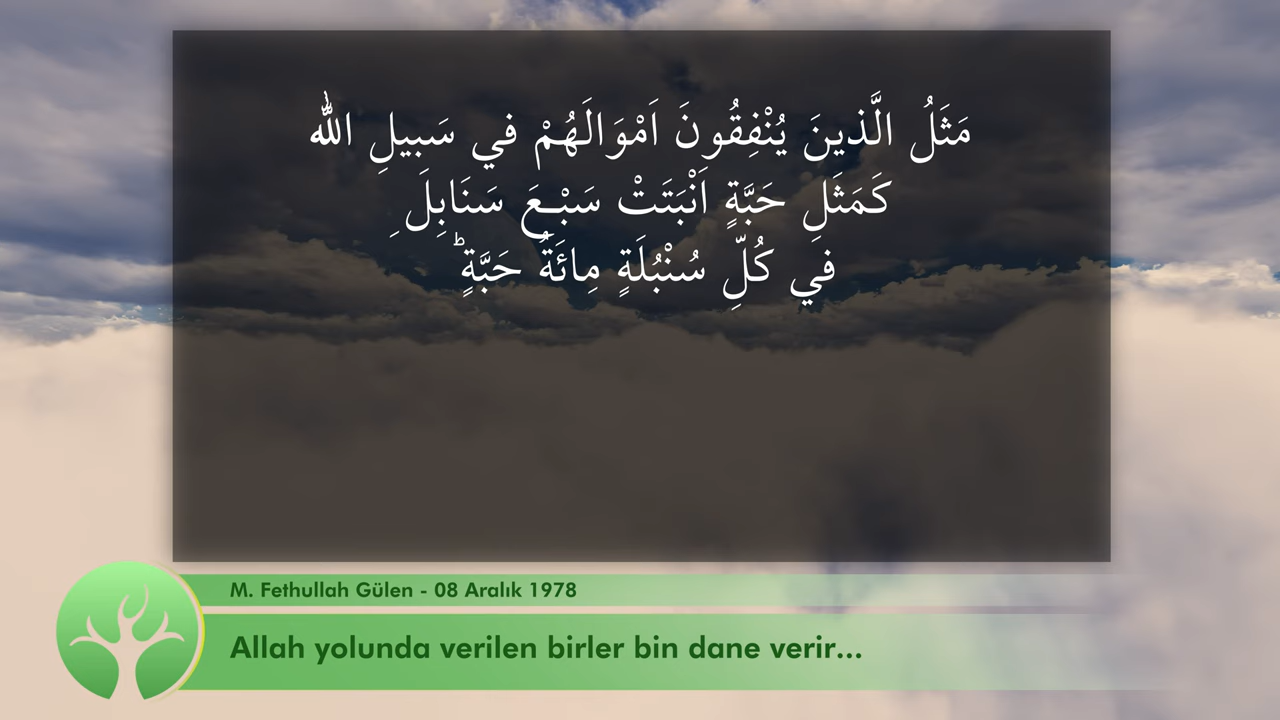 مَثَلُ الَّذينَ يُنْفِقُونَ اَمْوَالَهُمْ في سَبيلِ اللّٰه
كَمَثَلِ حَبَّةٍ اَنْبَتَتْ سَبْعَ سَنَابِلَ
في كُلِّ سُنْبُلَةٍ مِائَةُ حَبَّةٍؕ
M. Fethullah Gülen - 08 Aralık 1978
Allah yolunda verilen birler bin dane verir...